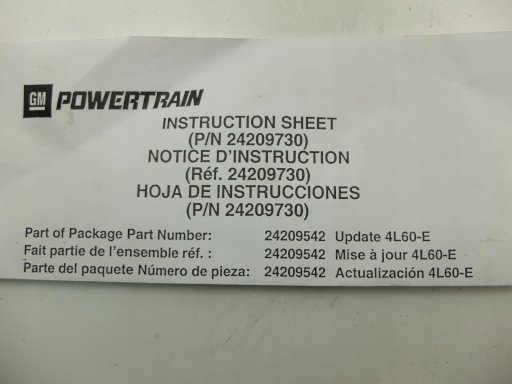 GM POWERTRAIN
INSTRUCTION SHEET
(P/N 24209730)
NOTICE D'INSTRUCTION
(Réf. 24209730)
HOJA DE INSTRUCCIONES
(P/N 24209730)
Part of Package Part Number: 24209542 Update 4L60-E
Fait partie de l'ensemble réf. : 24209542 Mise à jour 4L60-E
Parte del paquete Número de pieza: 24209542 Actualización 4L60-E